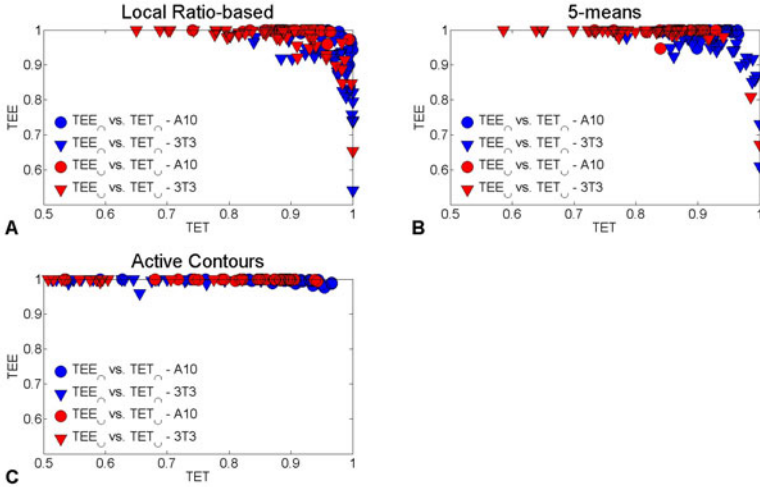 Local Ratio-based
1
0.9
0.8
0.7
0.6
TEE
TEE vs. TET - A10
TEE vs. TET - 3T3
TEE vs. TET - A10
TEE vs. TET - 3T3
0.5 0.6 0.7 0.8 0.9 1
TET
A
5-means
1
0.9
0.8
0.7
0.6
TEE
TEE vs. TET - A10
TEE vs. TET - 3T3
TEE vs. TET - A10
TEE vs. TET - 3T3
0.5 0.6 0.7 0.8 0.9 1
TET
B
Active Contours
1
0.9
0.8
0.7
0.6
TEE
TEE vs. TET - A10
TEE vs. TET - 3T3
TEE vs. TET - A10
TEE vs. TET - 3T3
0.5 0.6 0.7 0.8 0.9 1
TET
C